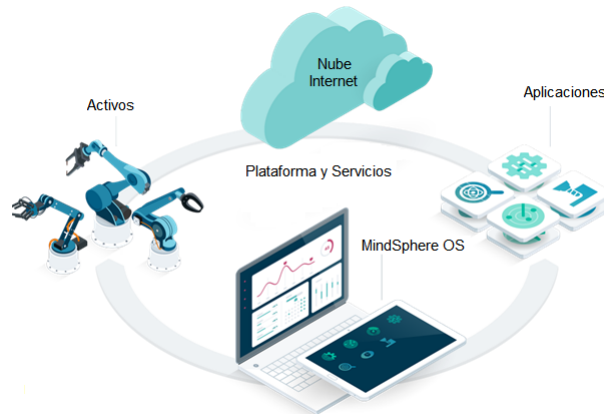 Nube
Internet
Activos
Aplicaciones
Plataforma y Servicios
MindSphere OS